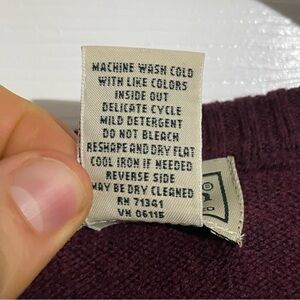 MACHINE WASH COLD
WITH LIKE COLORS
INSIDE OUT
DELICATE CYCLE
MILD DETERGENT
DO NOT BLEACH
RESHAPE AND DRY FLAT
COOL IRON IF NEEDED
REVERSE SIDE
MAY BE DRY CLEANED
RN 71341
VN 06115